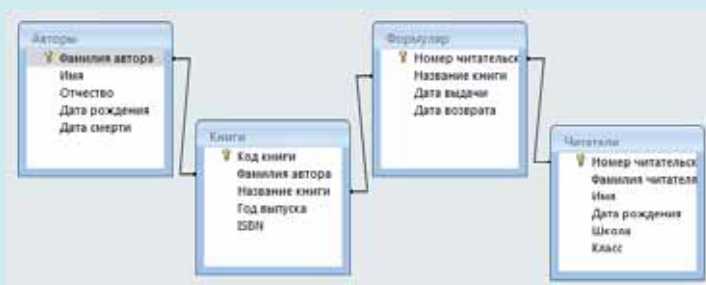 Авторы
Фамилия автора
Имя
Отчество
Дата рождения
Дата смерти
Книги
Код книги
Фамилия автора
Название книги
Год выпуска
ISBN
Формуляр
Номер читательск
Название книги
Дата выдачи
Дата возврата
Читатели
Номер читательск
Фамилия читателя
Имя
Дата рождения
Школа
Класс